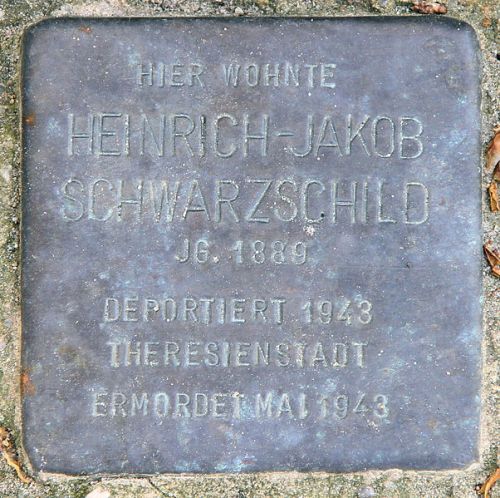 HIER WOHNTE
HEINRICH-JAKOB
SCHWARZSCHILD
JG. 1889
DEPORTIERT 1943
THERESIENSTADT
ERMORDET MAI 1943